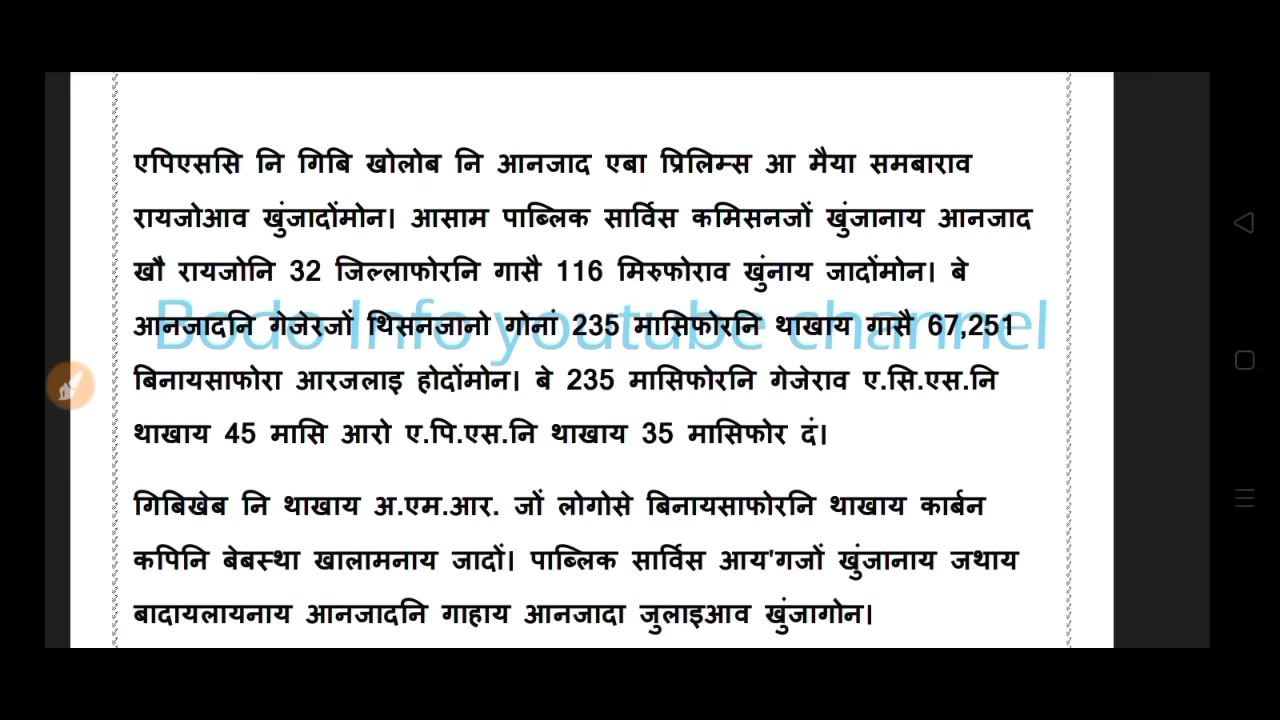 एपिएससि नि गिबि खोलोब नि आनजाद एबा प्रिलिम्स आ मैया समबाराव
रायजोआव खुंजादोंमोन। आसाम पाब्लिक सार्विस कमिसनजों खुंजानाय आनजाद
खौ रायजोनि 32 जिल्लाफोरनि गासै 116 मिरुफोराव खुंनाय जादोंमोन। बे
Bodo Info youtube channel
आनजादनि गेजेरजों थिसनजानो गोनां 235 मासिफोरनि थाखाय गासै 67,251
बिनायसाफोरा आरजलाइ होदोंमोन। बे 235 मासिफोरनि गेजेराव ए.सि.एस.नि
थाखाय 45 मासि आरो ए.पि.एस.नि थाखाय 35 मासिफोर दं।
गिबिखेब नि थाखाय अ.एम.आर. जों लोगोसे बिनायसाफोरनि थाखाय कार्बन
कपिनि बेबस्था खालामनाय जादों। पाब्लिक सार्विस आय'गजों खुंजानाय जथाय
बादायलायनाय आनजादनि गाहाय आनजादा जुलाइआव खुंजागोन।